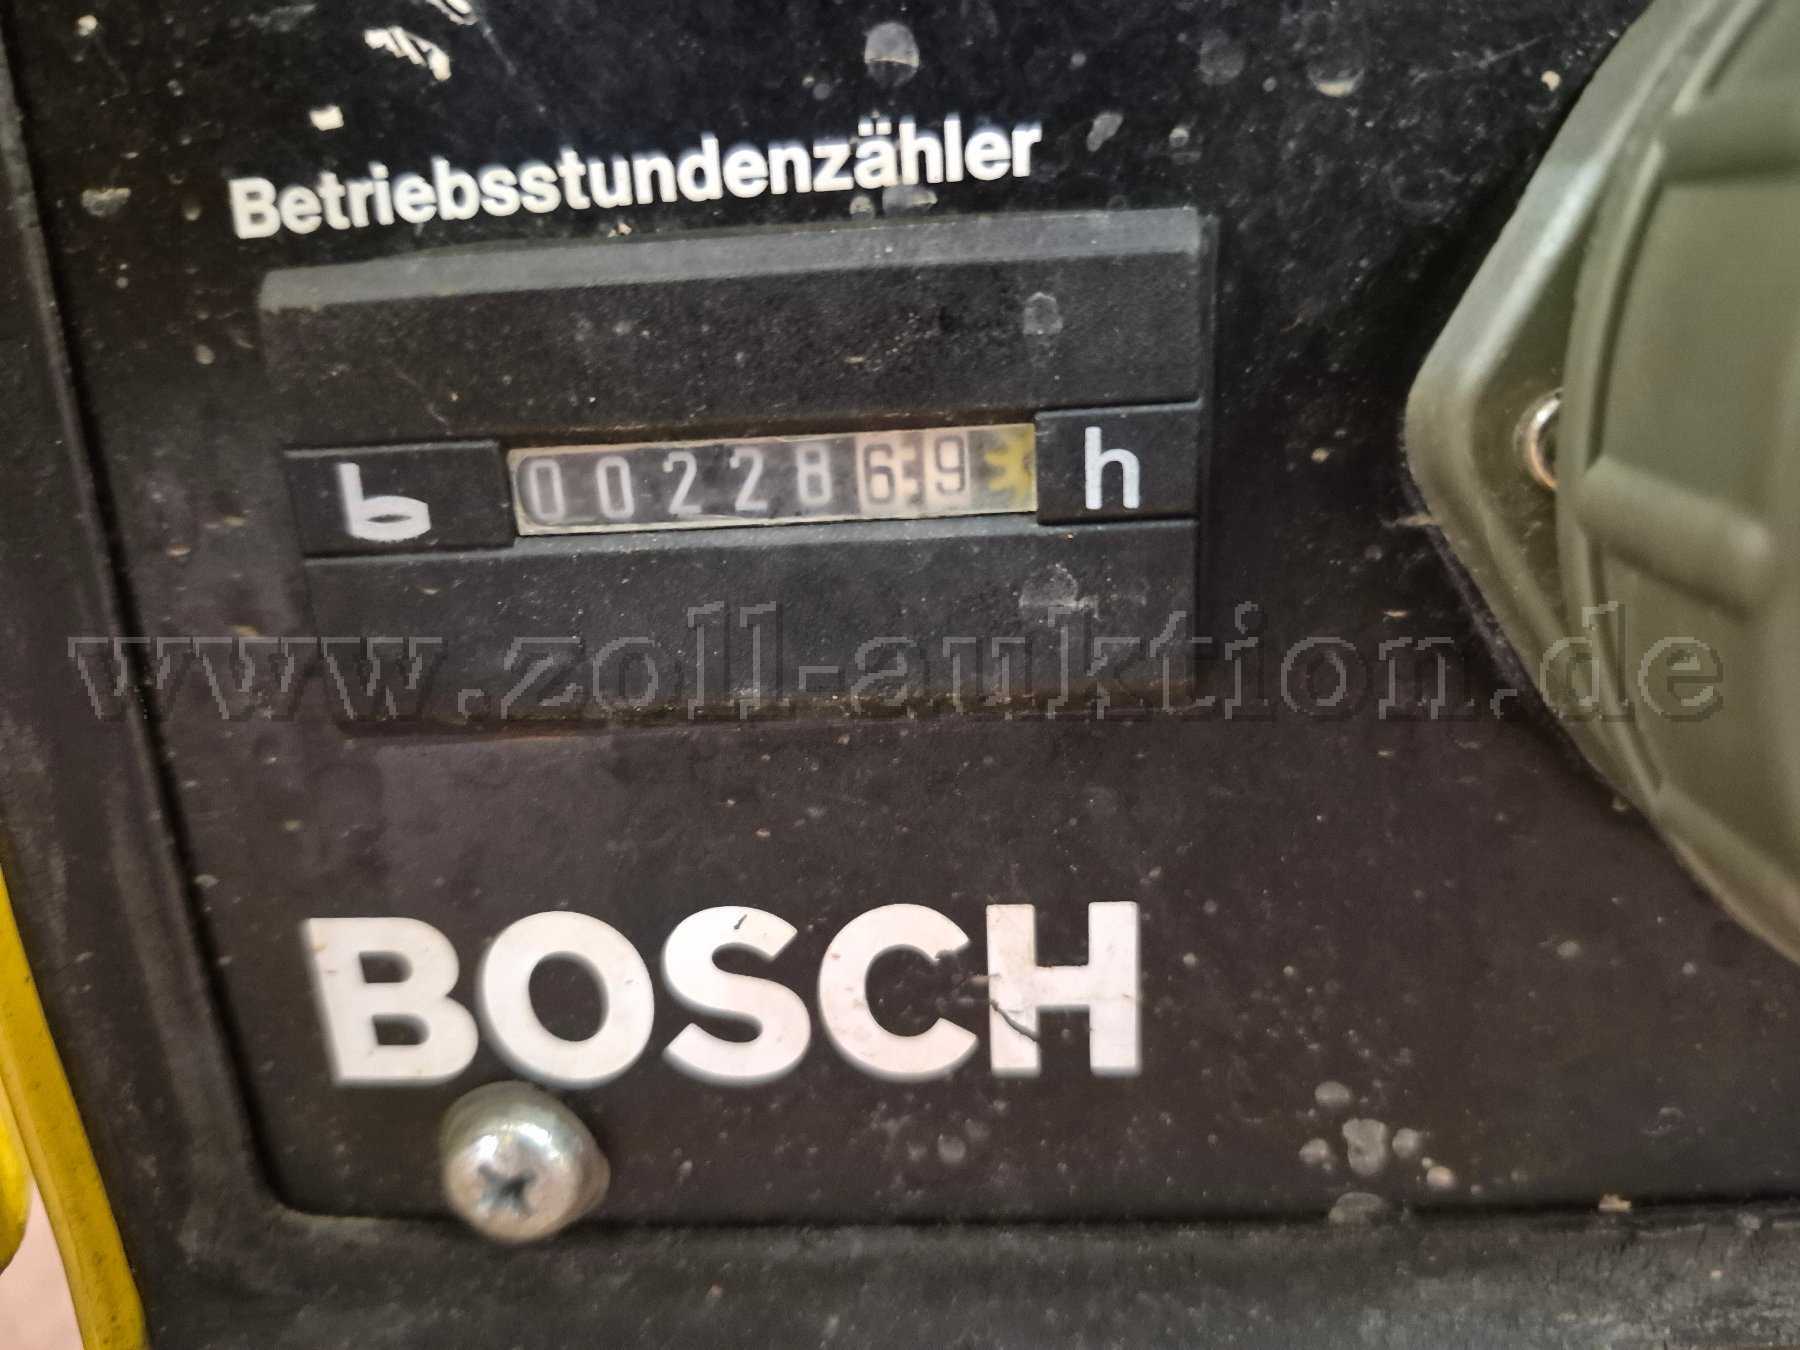 Betriebsstundenzähler
b 0022869 h
www.zoll-auktion.de
BOSCH